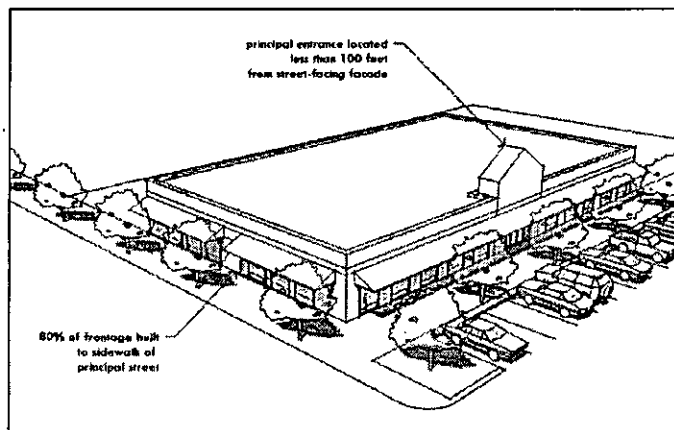 principal entrance located
less than 100 feet
from street-facing facade
80% of frontage built
to sidewalk of
principal street